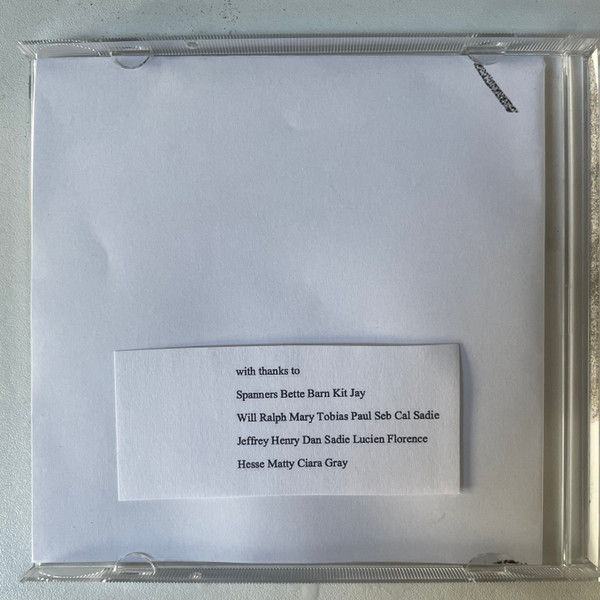 with thanks to
Spanners Bette Barn Kit Jay
Will Ralph Mary Tobias Paul Seb Cal Sadie
Jeffrey Henry Dan Sadie Lucien Florence
Hesse Matty Ciara Gray